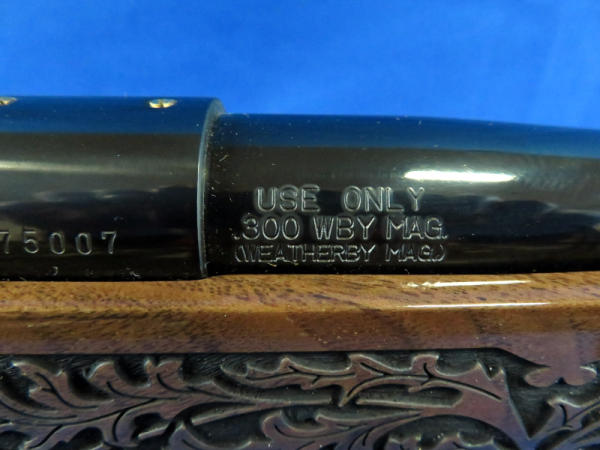 75007
USE ONLY
.300 WBY MAG.
(WEATHERBY MAG.)